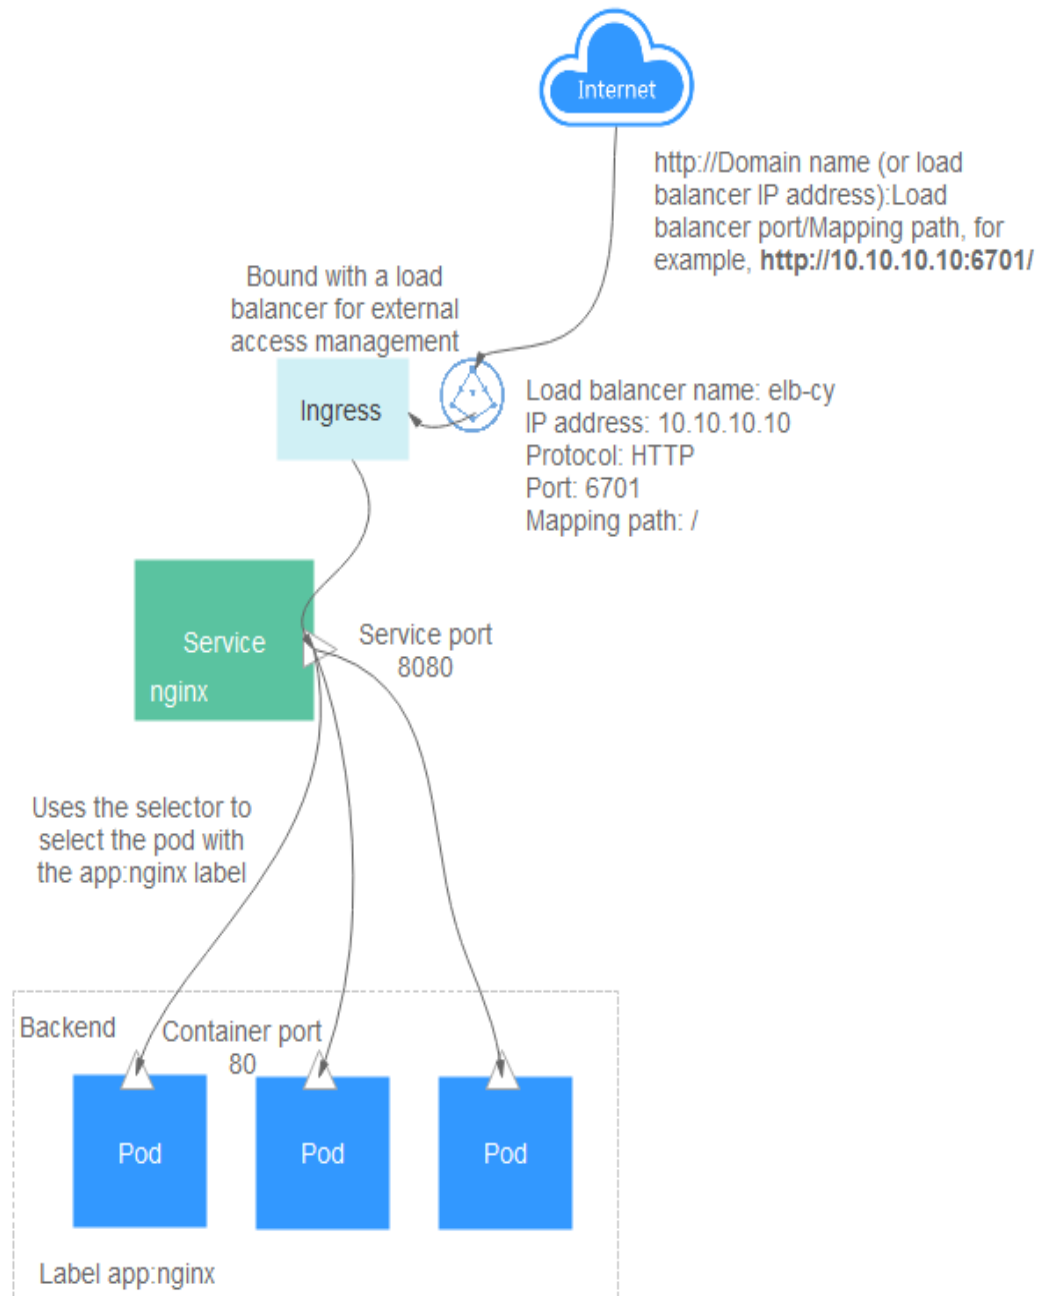 Internet
http://Domain name (or load
balancer IP address):Load
balancer port/Mapping path, for
example, http://10.10.10.10:6701/
Bound with a load
balancer for external
access management
Ingress
Load balancer name: elb-cy
IP address: 10.10.10.10
Protocol: HTTP
Port: 6701
Mapping path: /
Service
nginx
Service port
8080
Uses the selector to
select the pod with
the app:nginx label
Backend
Container port
80
Pod
Pod
Pod
Label app:nginx